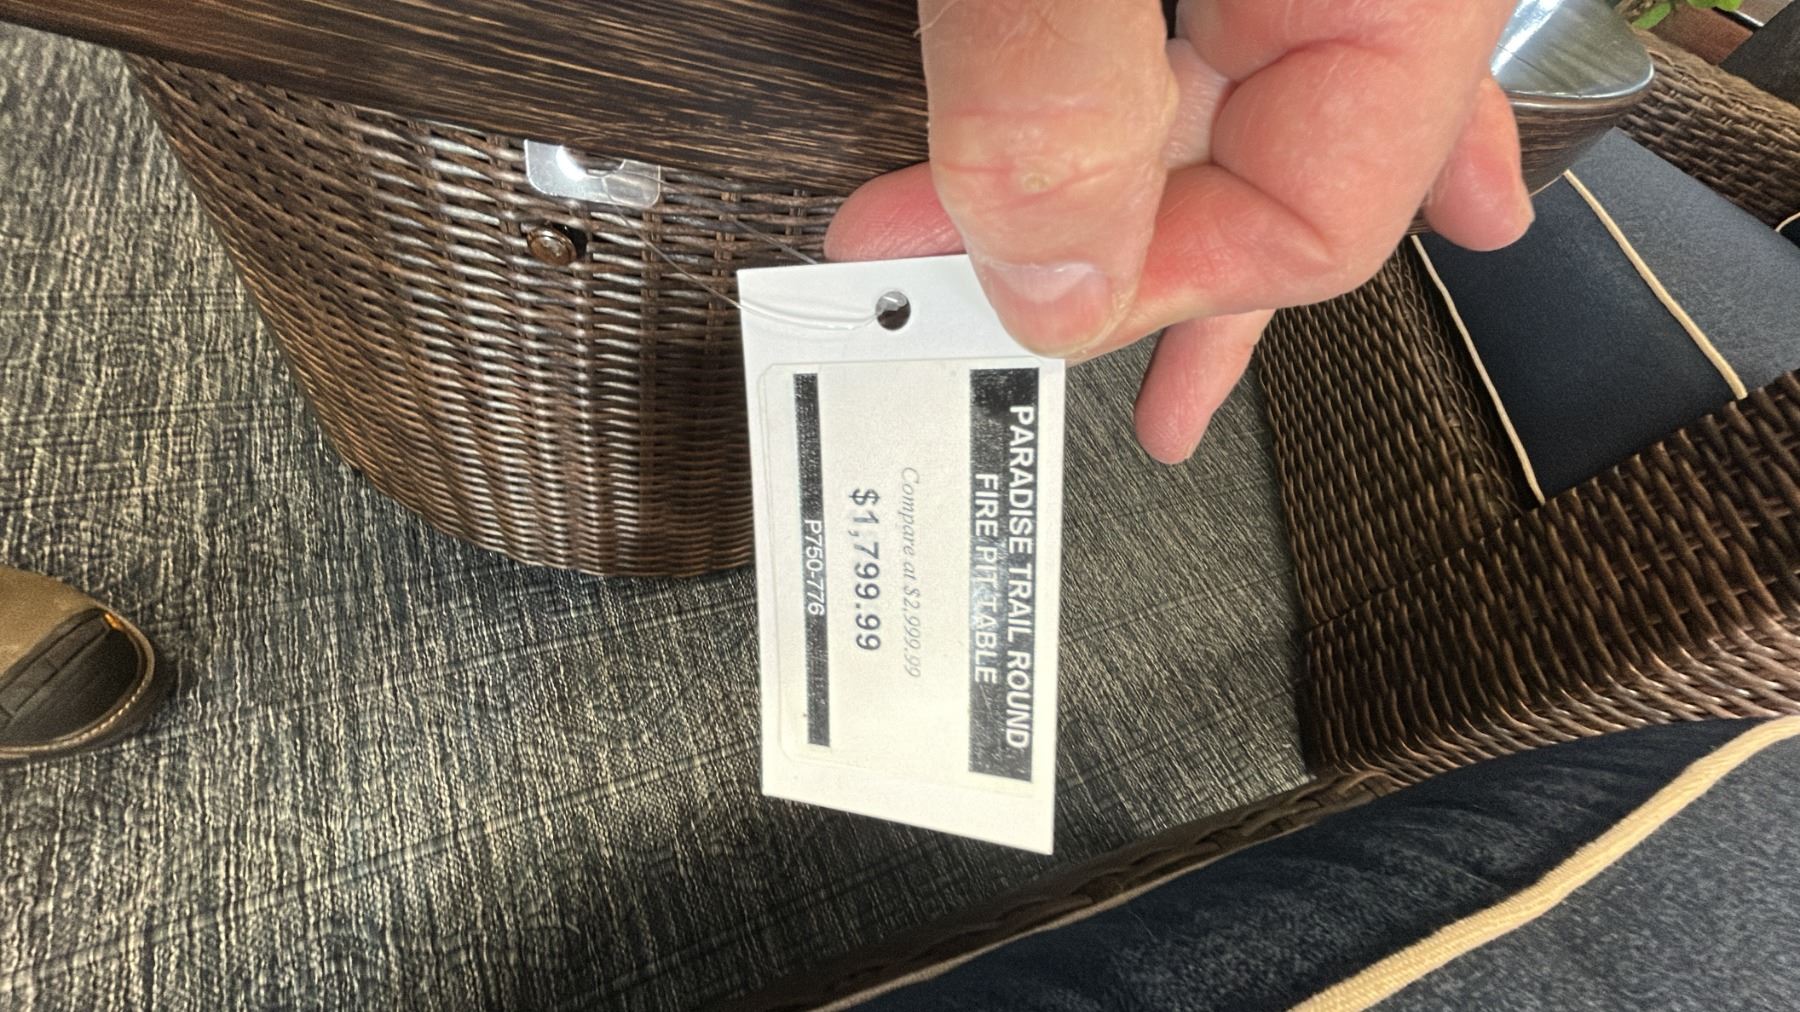 PARADISE TRAIL ROUND
FIRE PIT TABLE
Compare at $2,999.99
$1,799.99
P750-776